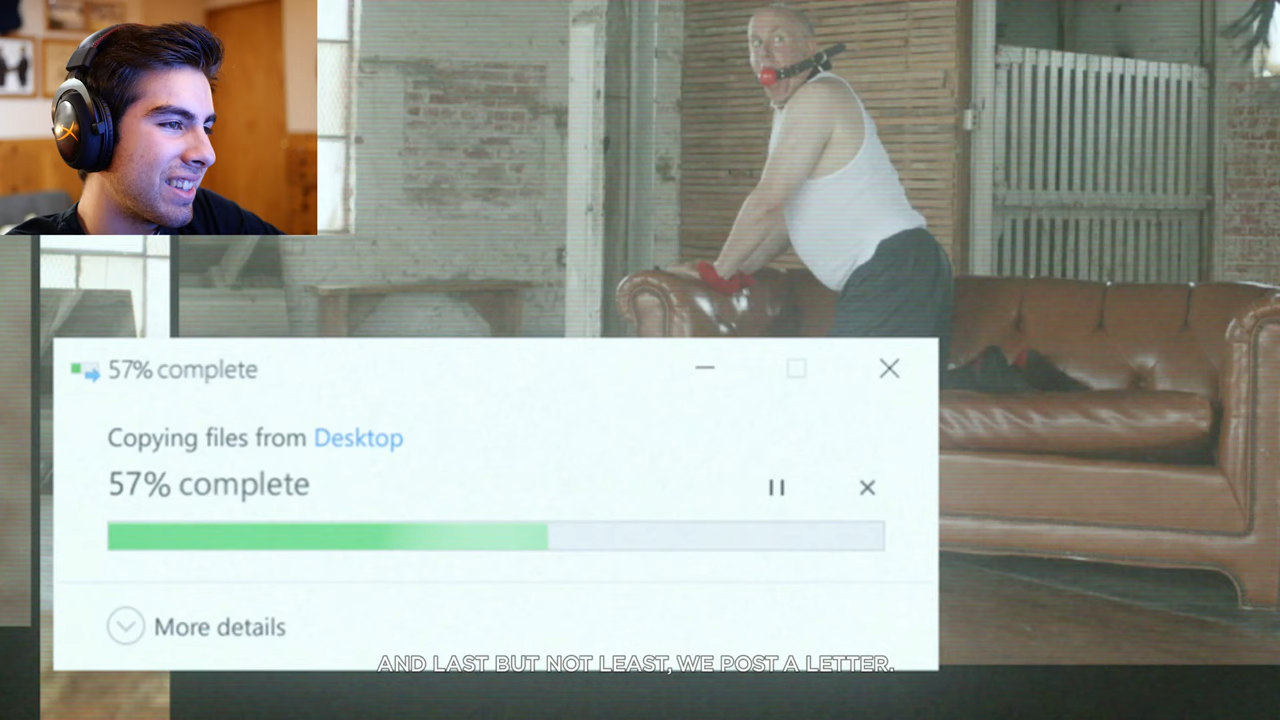 57% complete
Copying files from Desktop
57% complete
More details
AND LAST BUT NOT LEAST, WE POST A LETTER.